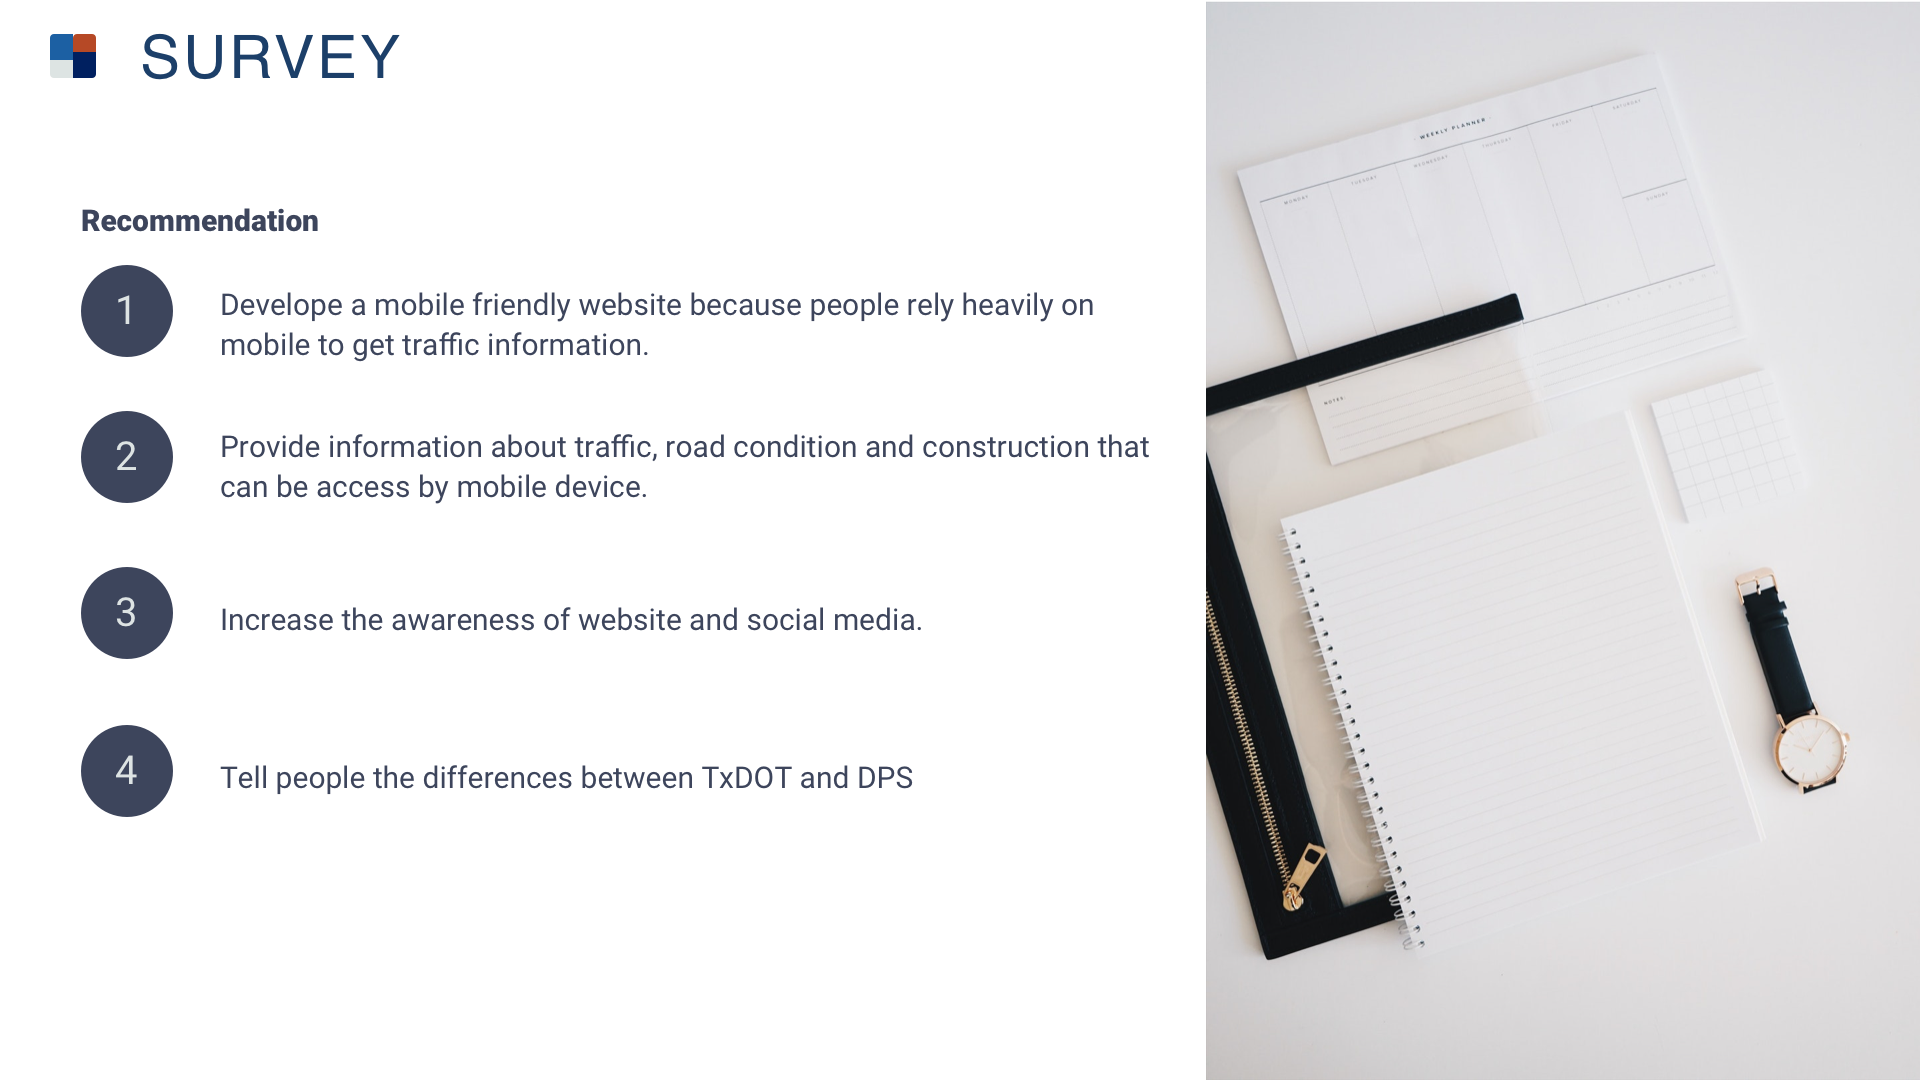 SURVEY
Recommendation
1
Develope a mobile friendly website because people rely heavily on
mobile to get traffic information.
2
Provide information about traffic, road condition and construction that
can be access by mobile device.
3
Increase the awareness of website and social media.
4
Tell people the differences between TxDOT and DPS
WEEKLY PLANNER
MONDAY
TUESDAY
WEDNESDAY
THURSDAY
FRIDAY
SATURDAY
SUNDAY
NOTES: